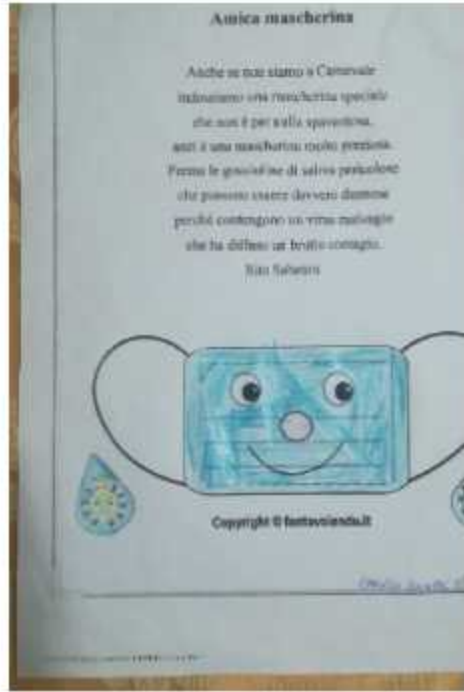 Amica mascherina
Anche se non siamo a Carnevale
indossiamo una mascherina speciale
che non è per nulla spaventosa,
anzi è una mascherina molto preziosa.
Ferma le goccioline di saliva pericolose
che possono essere davvero dannose
perché contengono un virus malvagio
che ha diffuso un brutto contagio.
Rita Sabatini
Copyright © fantavolando.it